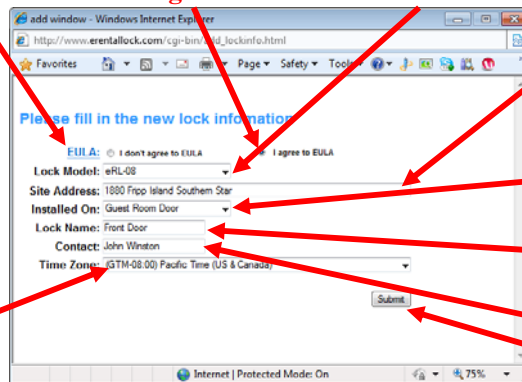 add window - Windows Internet Explorer
http://www.erentallock.com/cgi-bin/add_lockinfo.html
Favorites Page Safety Tools
Please fill in the new lock infomation
EULA: I don't agree to EULA I agree to EULA
Lock Model: eRL-08
Site Address: 1880 Fripp Island Southern Star
Installed On: Guest Room Door
Lock Name: Front Door
Contact: John Winston
Time Zone: (GTM-08:00) Pacific Time (US & Canada)
Submit
Internet | Protected Mode: On 75%